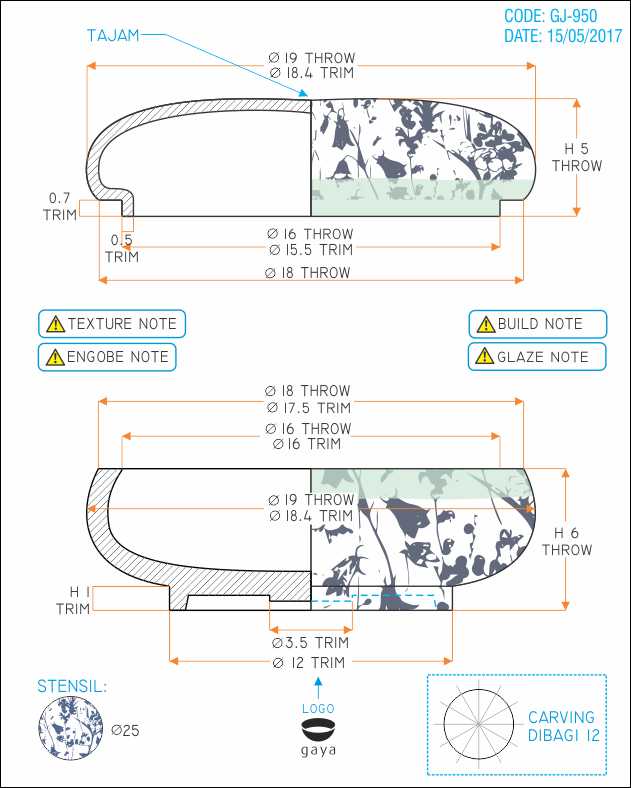 CODE: GJ-950
DATE: 15/05/2017
TAJAM
Ø 19 THROW
Ø 18.4 TRIM
H 5
THROW
0.7
TRIM
0.5
TRIM
Ø 16 THROW
Ø 15.5 TRIM
Ø 18 THROW
TEXTURE NOTE
BUILD NOTE
ENGOBE NOTE
GLAZE NOTE
Ø 18 THROW
Ø 17.5 TRIM
Ø 16 THROW
Ø 16 TRIM
Ø 19 THROW
Ø 18.4 TRIM
H 6
THROW
H 1
TRIM
Ø3.5 TRIM
Ø 12 TRIM
STENSIL:
Ø25
LOGO
gaya
CARVING
DIBAGI 12